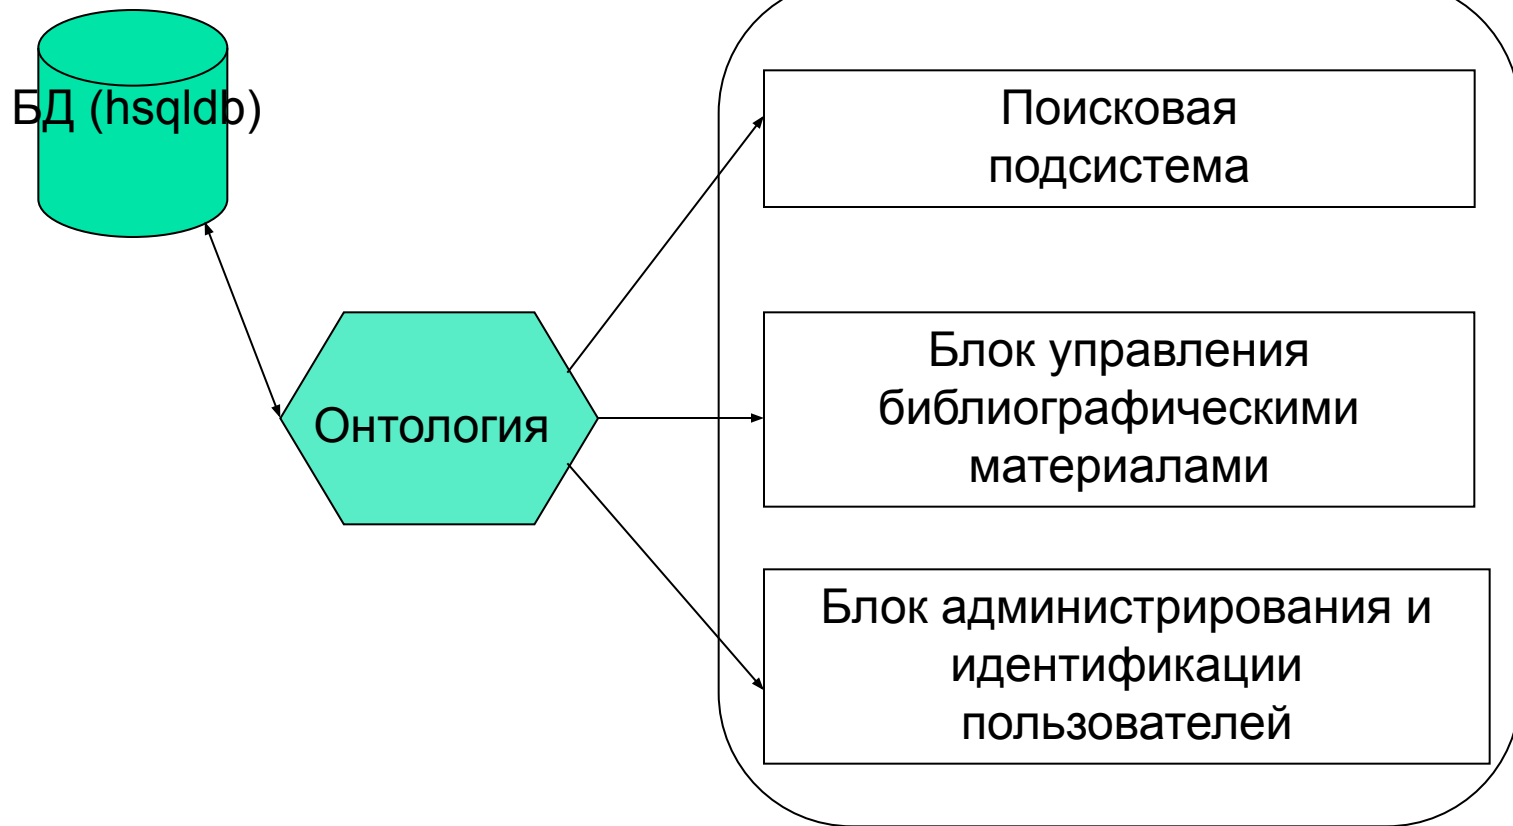 БД (hsqldb)
Поисковая
подсистема
Онтология
Блок управления
библиографическими
материалами
Блок администрирования и
идентификации
пользователей